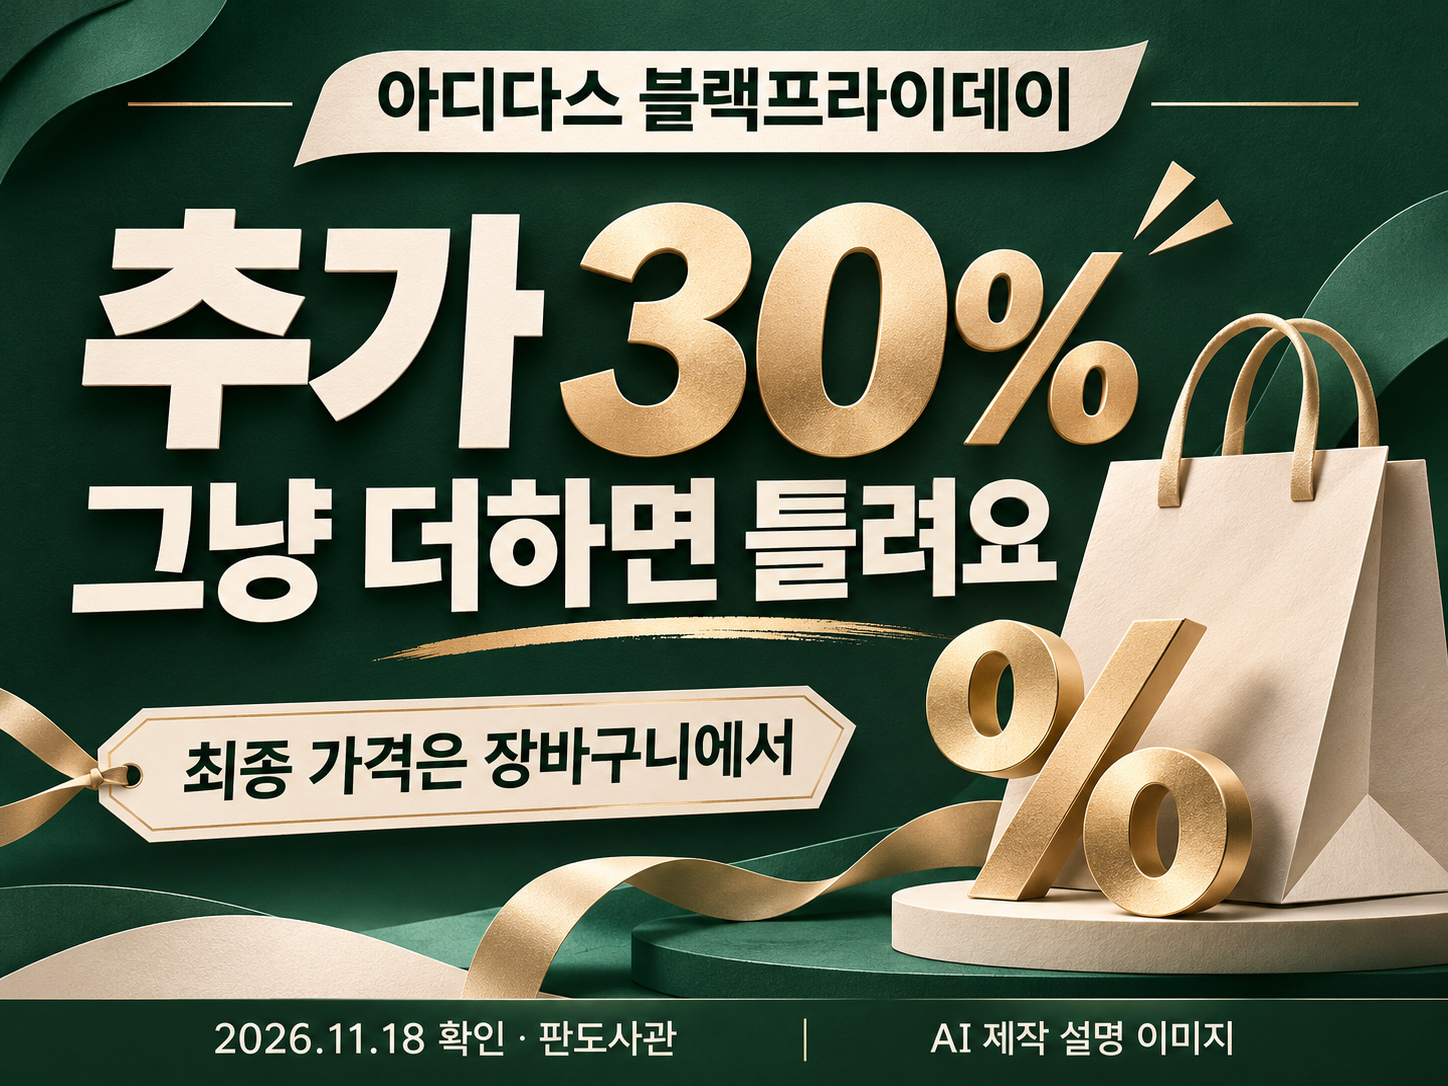 아디다스 블랙프라이데이
추가 30%
그냥 더하면 틀려요
최종 가격은 장바구니에서
2026.11.18 확인 · 판도사관 | AI 제작 설명 이미지